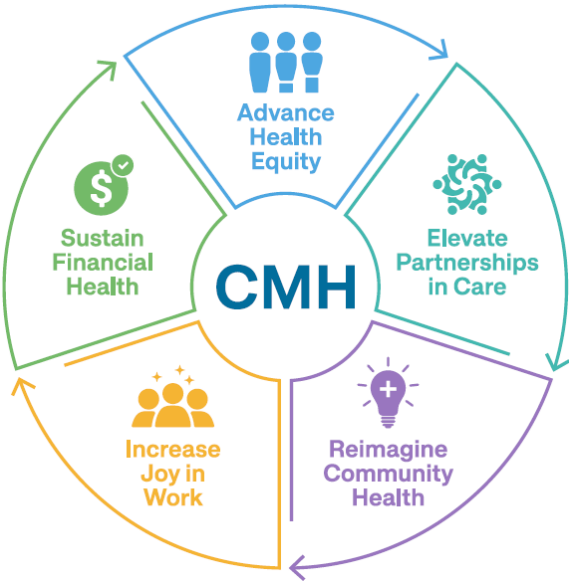 Advance
Health
Equity
Elevate
Partnerships
in Care
Reimagine
Community
Health
Increase
Joy in
Work
Sustain
Financial
Health
$
CMH